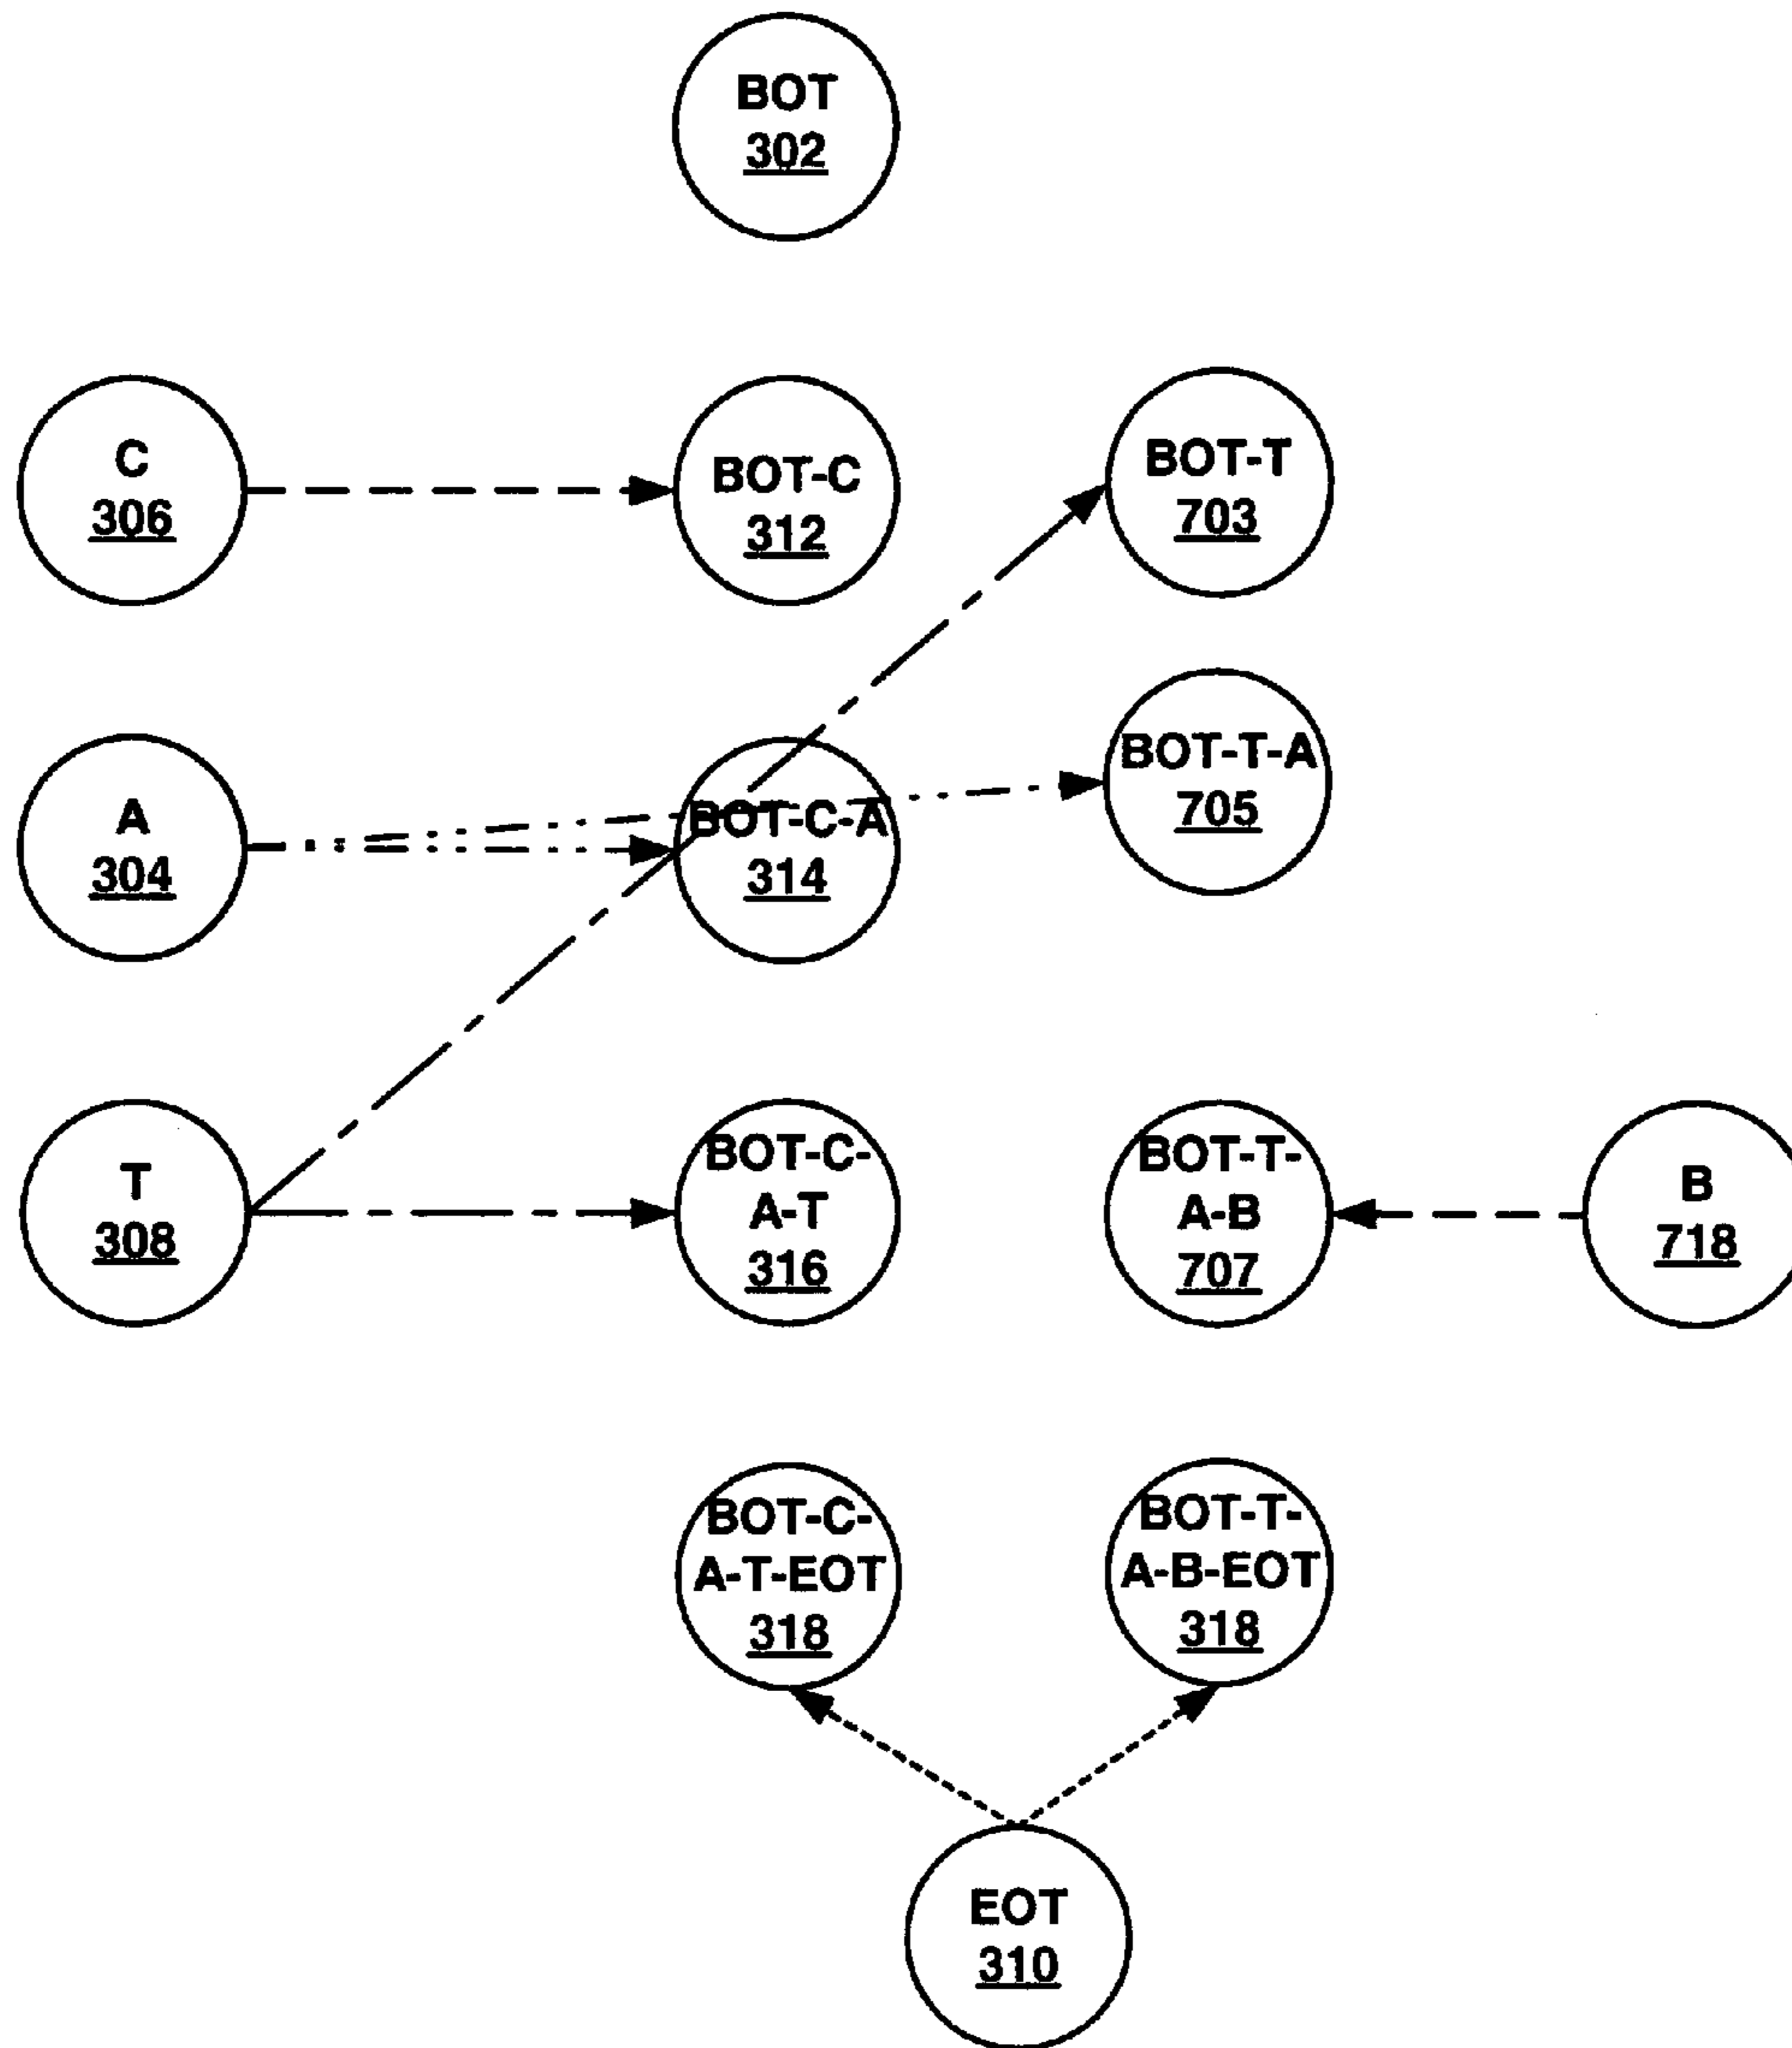 BOT
302
C
306
BOT-C
312
BOT-T
703
A
304
BOT-C-A
314
BOT-T-A
705
T
308
BOT-C-
A-T
316
BOT-T-
A-B
707
B
718
BOT-C-
A-T-EOT
318
BOT-T-
A-B-EOT
318
EOT
310